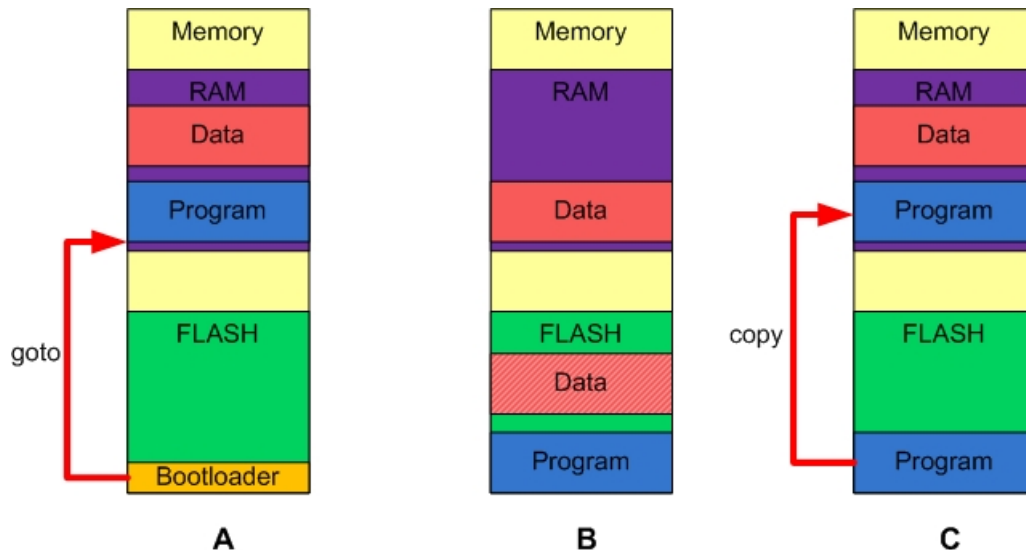 Memory
RAM
Data
Program
FLASH
goto
Bootloader
A
Memory
RAM
Data
FLASH
Data
Program
B
Memory
RAM
Data
Program
copy
FLASH
Program
C